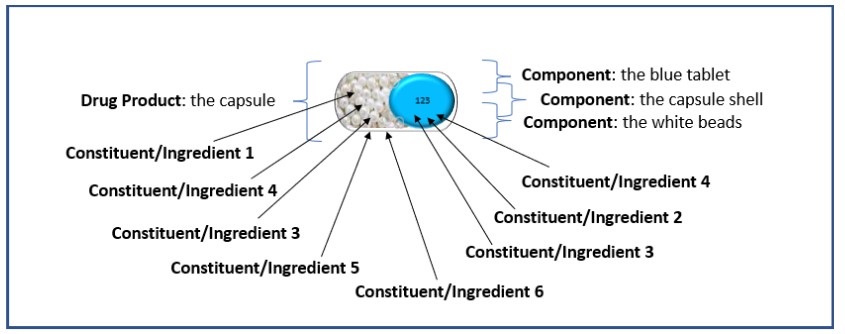 Component: the blue tablet
Drug Product: the capsule
123
Component: the capsule shell
Component: the white beads
Constituent/Ingredient 1
Constituent/Ingredient 4
Constituent/Ingredient 4
Constituent/Ingredient 2
Constituent/Ingredient 3
Constituent/Ingredient 3
Constituent/Ingredient 5
Constituent/Ingredient 6